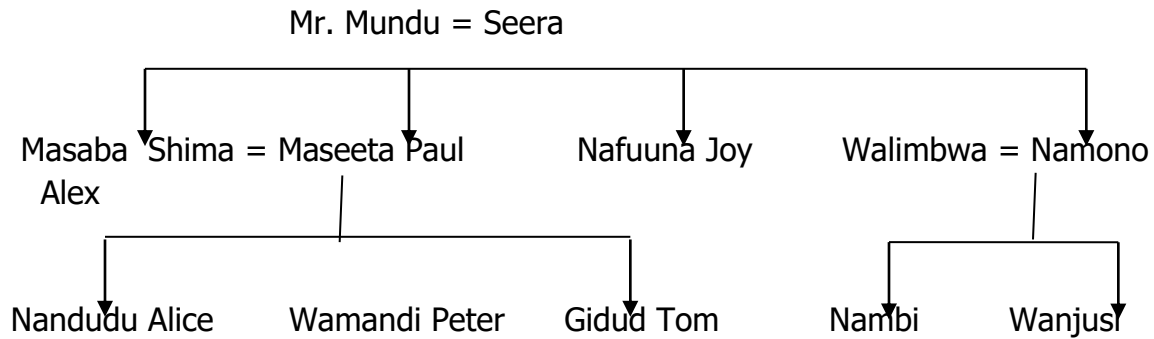 Mr. Mundu = Seera
Masaba Shima = Maseeta Paul Nafuuna Joy Walimbwa = Namono
Alex
Nandudu Alice Wamandi Peter Gidud Tom Nambi Wanjusi